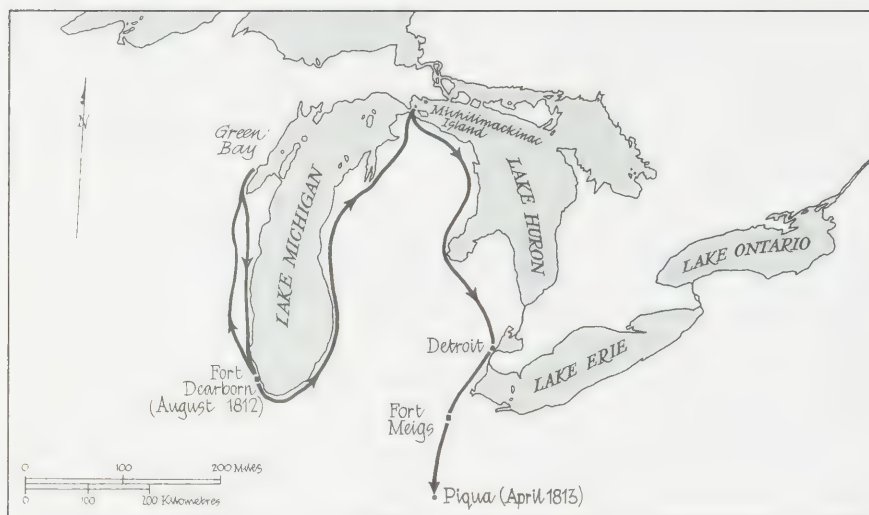 N
Green
Bay
Munilimackinac
Island
LAKE MICHIGAN
LAKE HURON
LAKE ONTARIO
LAKE ERIE
Detroit
Fort
Dearborn
(August 1812)
Fort
Meigs
Piqua (April 1813)
0 100 200 Miles
0 100 200 Kilometres